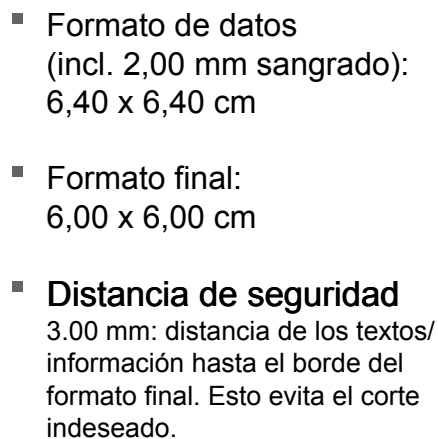 Formato de datos
(incl. 2,00 mm sangrado):
6,40 x 6,40 cm
Formato final:
6,00 x 6,00 cm
Distancia de seguridad
3.00 mm: distancia de los textos/
información hasta el borde del
formato final. Esto evita el corte
indeseado.